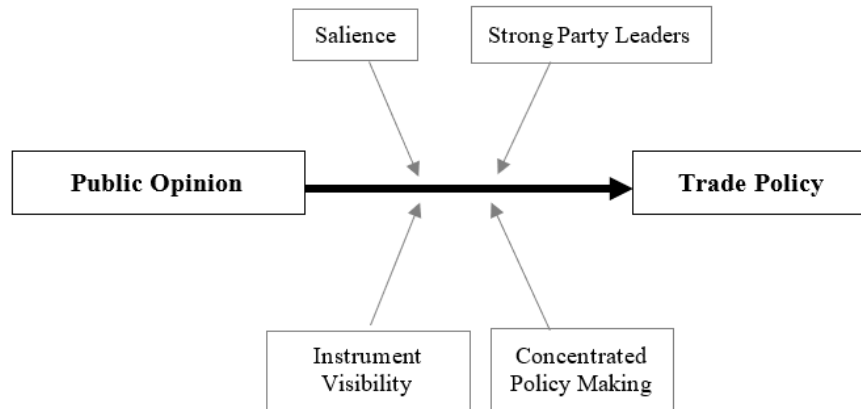 Salience
Strong Party Leaders
Public Opinion
Trade Policy
Instrument
Visibility
Concentrated
Policy Making